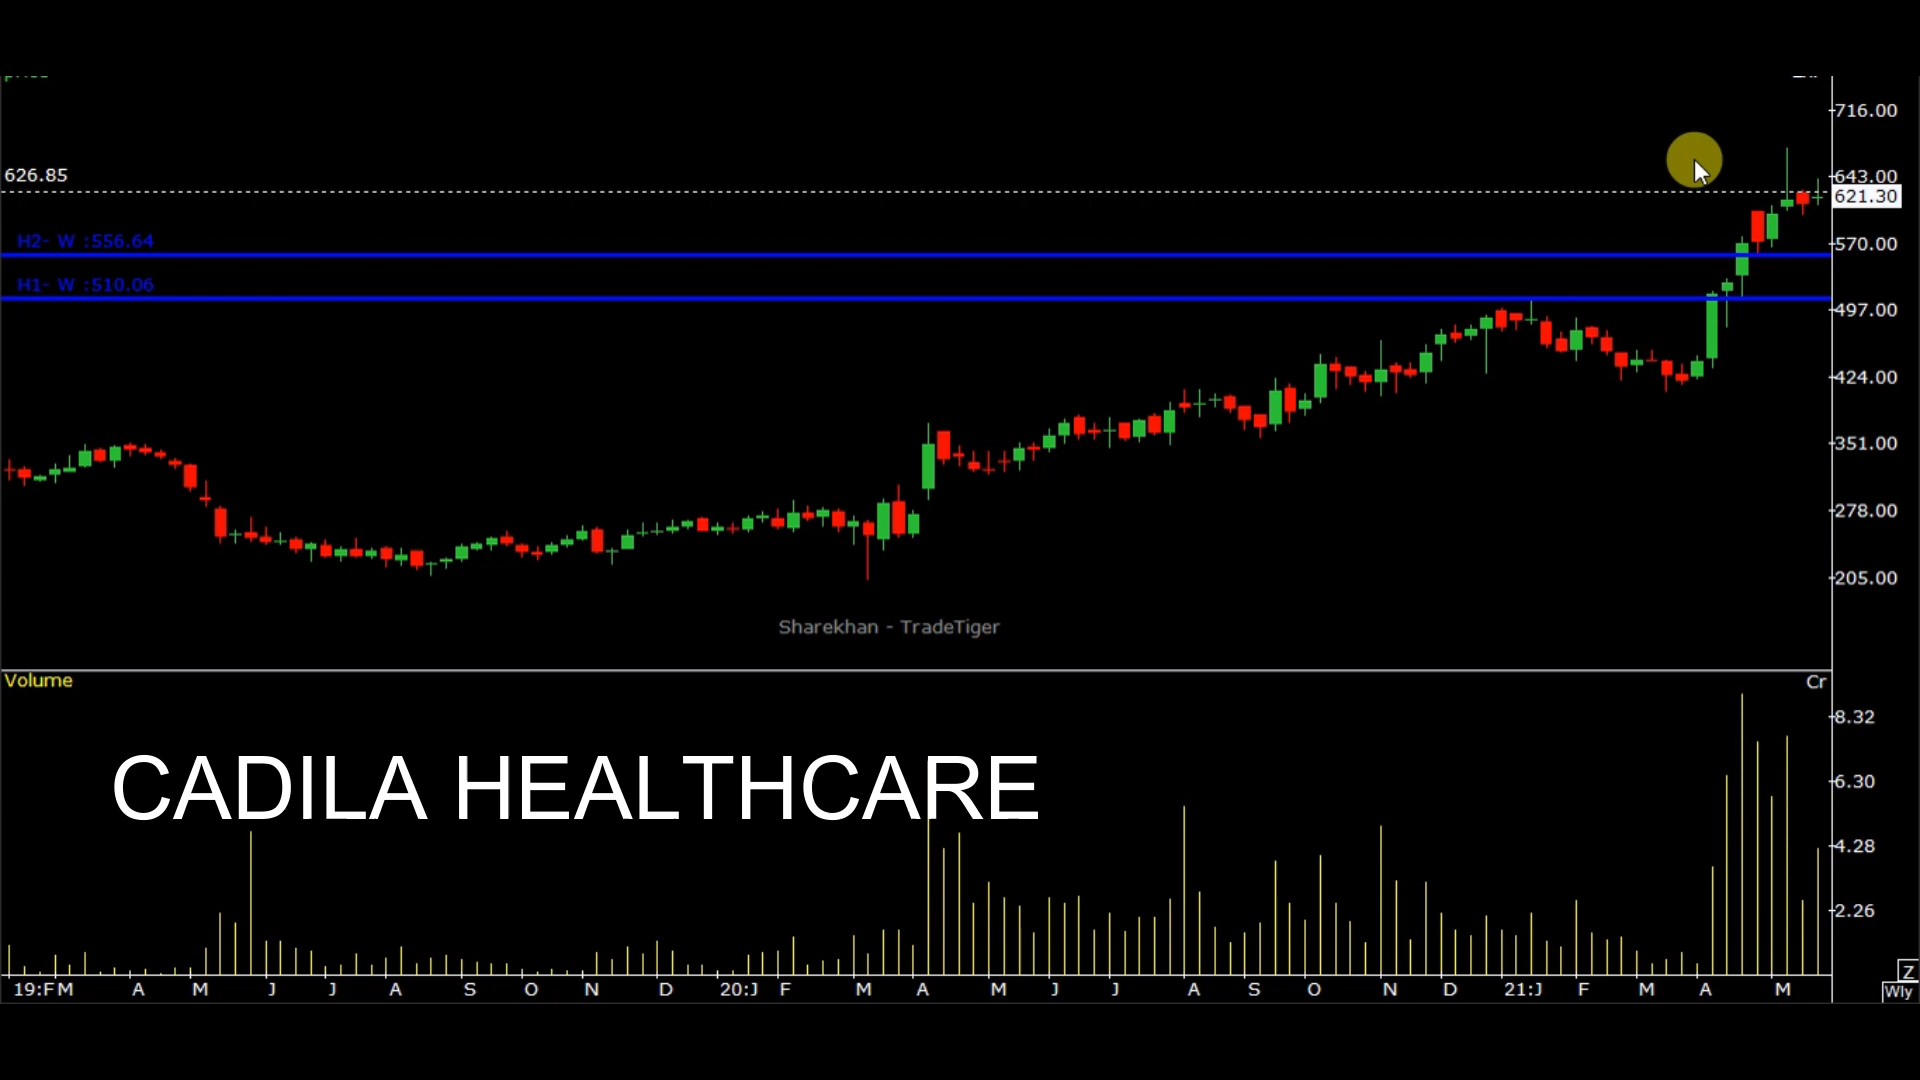 716.00
626.85
643.00
621.30
H2- W :556.64
570.00
H1- W :510.06
497.00
424.00
351.00
278.00
205.00
Sharekhan - TradeTiger
Volume
Cr
8.32
CADILA HEALTHCARE
6.30
4.28
2.26
Z
19:FM A M J J A S O N D 20:J F M A M J J A S O N D 21:J F M A M
Wly